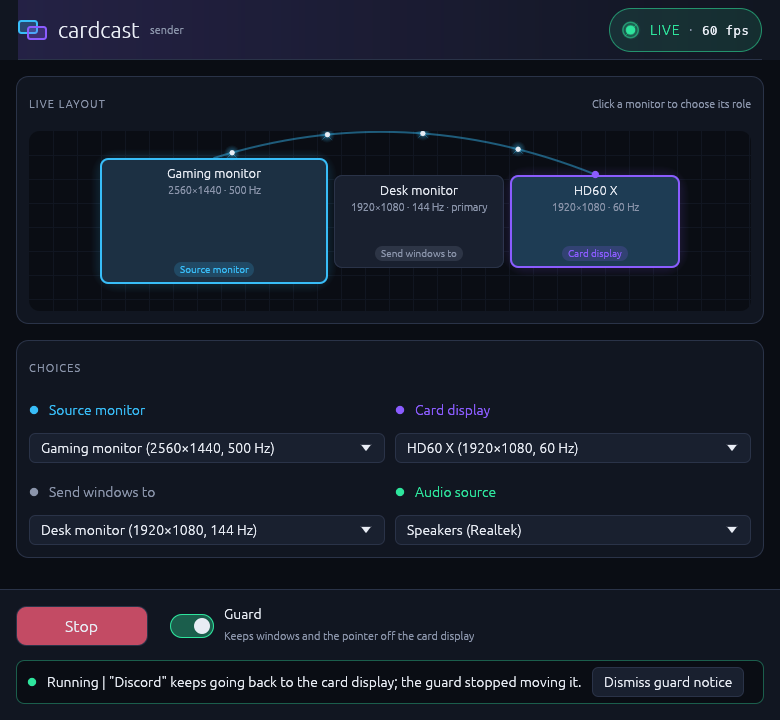 cardcast sender
LIVE · 60 fps
LIVE LAYOUT
Click a monitor to choose its role
Gaming monitor
2560×1440 · 500 Hz
Source monitor
Desk monitor
1920×1080 · 144 Hz · primary
Send windows to
HD60 X
1920×1080 · 60 Hz
Card display
CHOICES
Source monitor
Gaming monitor (2560×1440, 500 Hz)
Card display
HD60 X (1920×1080, 60 Hz)
Send windows to
Desk monitor (1920×1080, 144 Hz)
Audio source
Speakers (Realtek)
Stop
Guard
Keeps windows and the pointer off the card display
Running | "Discord" keeps going back to the card display; the guard stopped moving it.
Dismiss guard notice